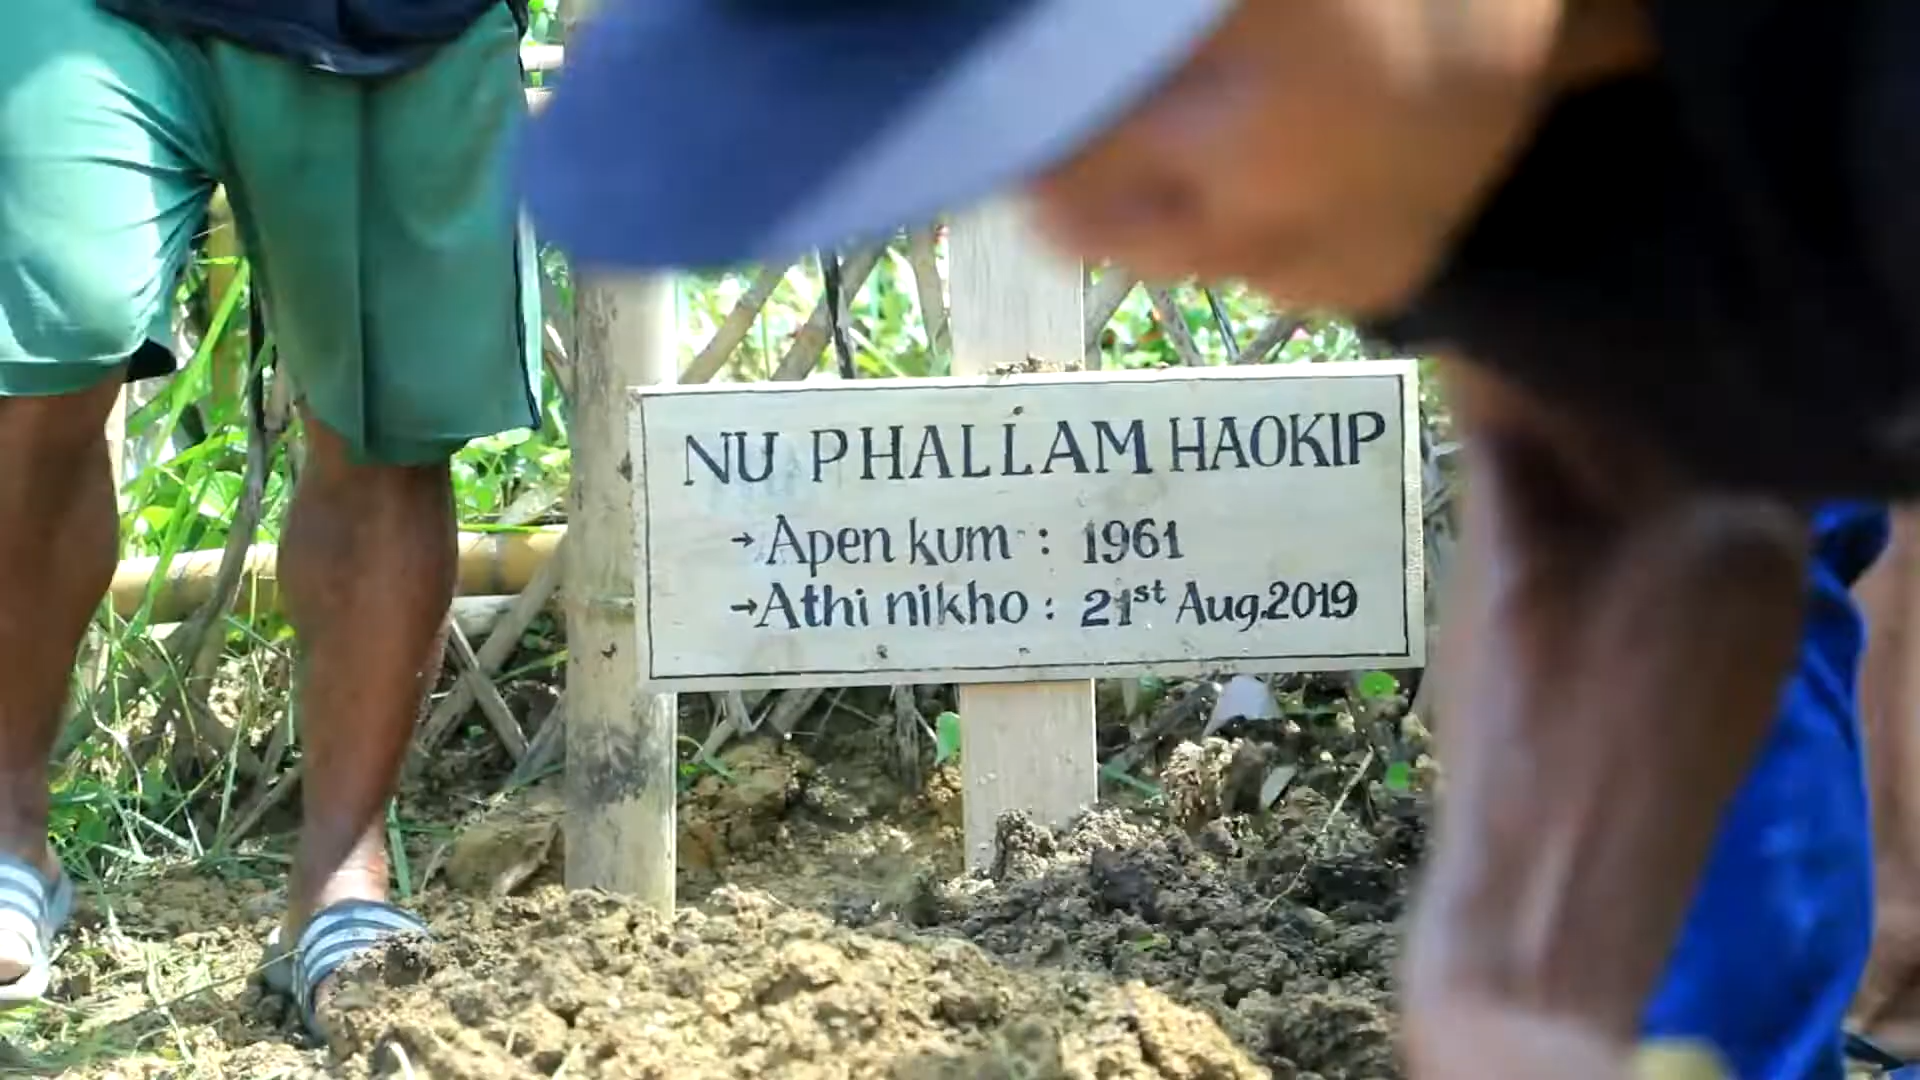 NU PHALLAM HAOKIP
→Apen kum : 1961
→Athi nikho : 21st Aug.2019